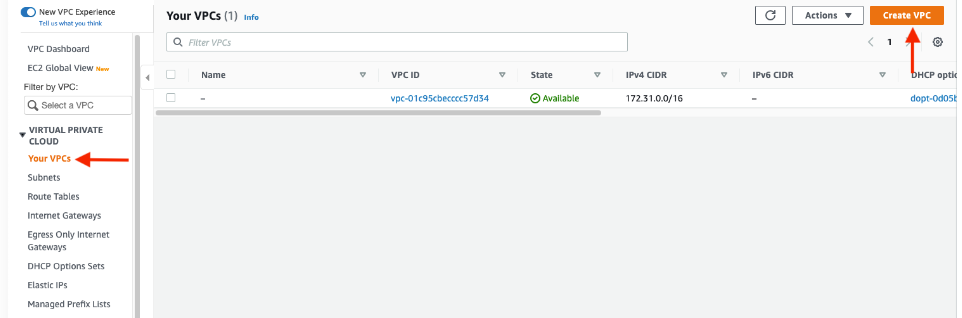 New VPC Experience
Tell us what you think
VPC Dashboard
EC2 Global View New
Filter by VPC:
Select a VPC
VIRTUAL PRIVATE
CLOUD
Your VPCs
Subnets
Route Tables
Internet Gateways
Egress Only Internet
Gateways
DHCP Options Sets
Elastic IPs
Managed Prefix Lists
Your VPCs (1) Info
Actions
Create VPC
Filter VPCs
1
Name VPC ID State IPv4 CIDR IPv6 CIDR DHCP optio
– vpc-01c95cbecccc57d34 Available 172.31.0.0/16 – dopt-0d05b